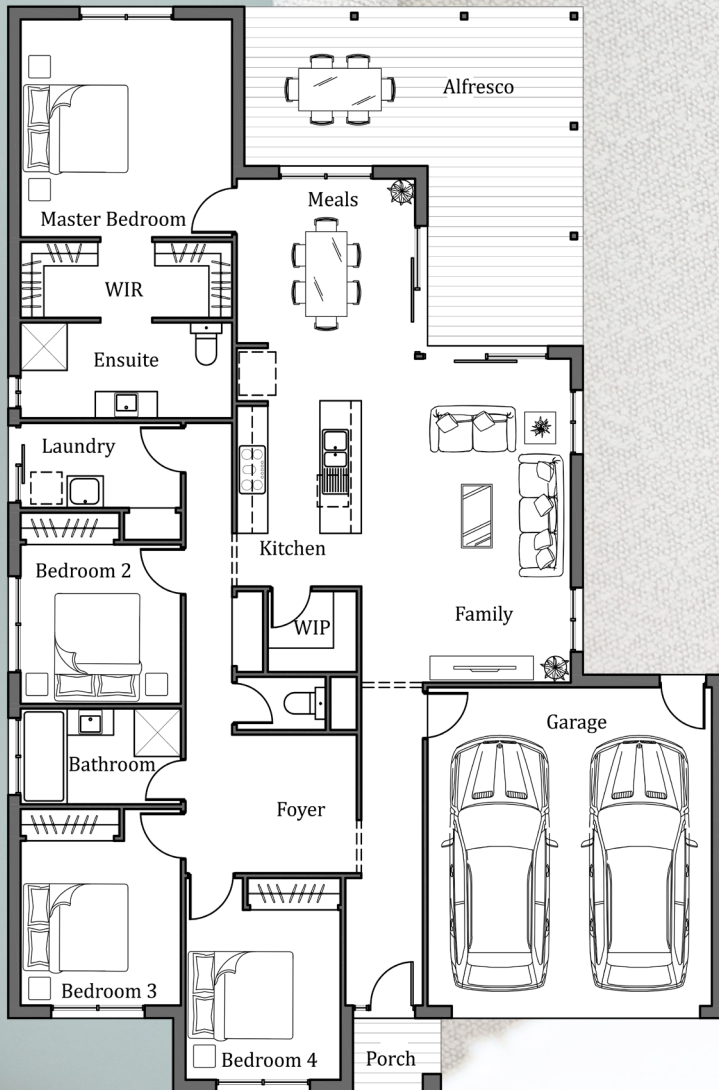 Alfresco
Meals
Master Bedroom
WIR
Ensuite
Laundry
Kitchen
Bedroom 2
Family
WIP
Garage
Bathroom
Foyer
Bedroom 3
Bedroom 4
Porch